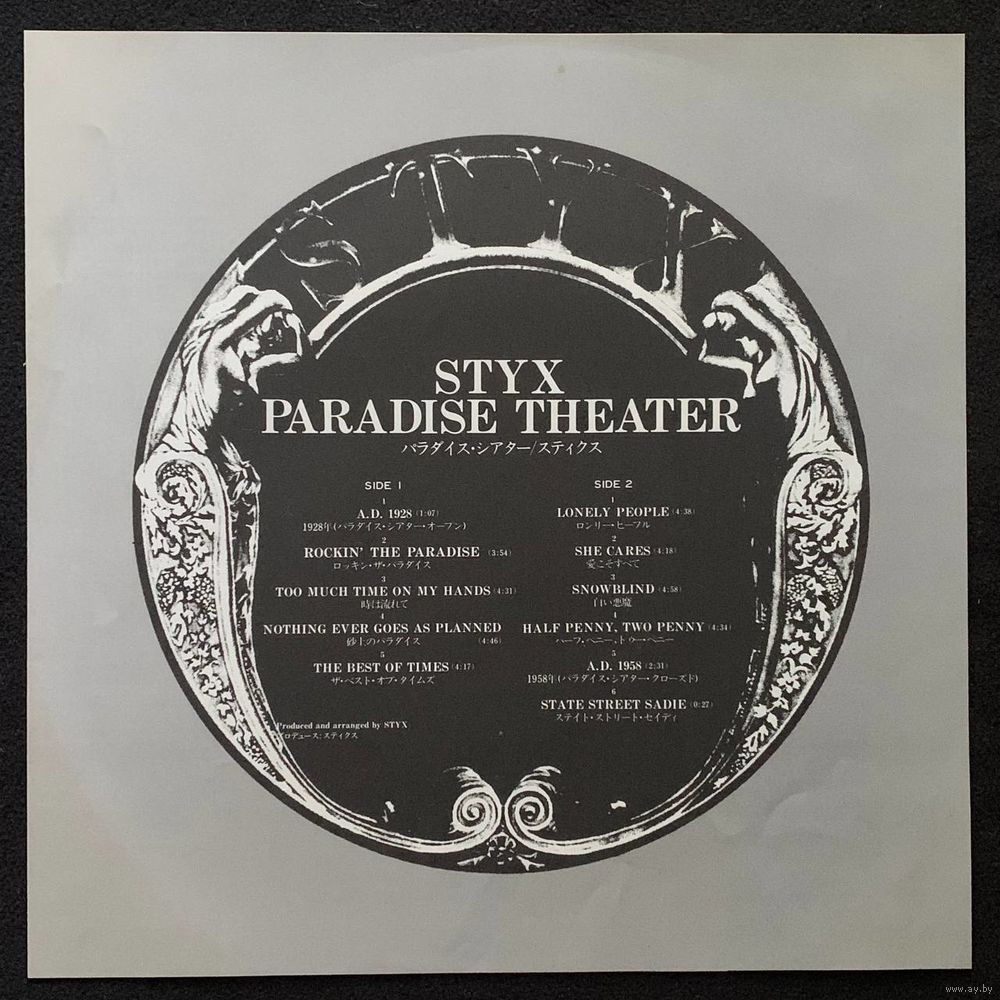 STYX
STYX
PARADISE THEATER
パラダイス・シアター/スティクス
SIDE 1
1
A.D. 1928 (1:07)
1928年(パラダイス・シアター・オープン)
2
ROCKIN' THE PARADISE (3:54)
ロッキン・ザ・パラダイス
3
TOO MUCH TIME ON MY HANDS (4:31)
時は流れて
4
NOTHING EVER GOES AS PLANNED
砂上のパラダイス (4:46)
5
THE BEST OF TIMES (4:17)
ザ・ベスト・オブ・タイムズ
Produced and arranged by STYX
プロデュース:スティクス
SIDE 2
1
LONELY PEOPLE (4:38)
ロンリー・ピープル
2
SHE CARES (4:18)
愛こそすべて
3
SNOWBLIND (4:58)
白い悪魔
4
HALF PENNY, TWO PENNY (4:34)
ハーフ・ペニー、トゥー・ペニー
5
A.D. 1958 (2:31)
1958年(パラダイス・シアター・クローズド)
6
STATE STREET SADIE (0:27)
ステイト・ストリート・セイディ
www.ay.by